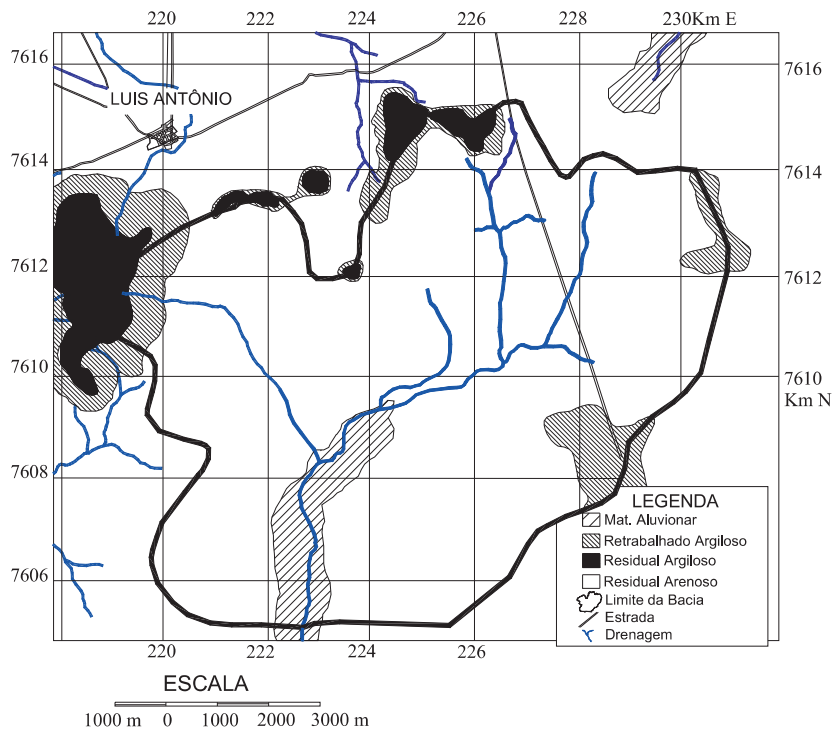 220 222 224 226 228 230Km E
7616 7616
LUIS ANTÔNIO
7614 7614
7612 7612
7610 7610
Km N
7608 7608
7606
LEGENDA
Mat. Aluvionar
Retrabalhado Argiloso
Residual Argiloso
Residual Arenoso
Limite da Bacia
Estrada
Drenagem
220 222 224 226
ESCALA
1000 m 0 1000 2000 3000 m